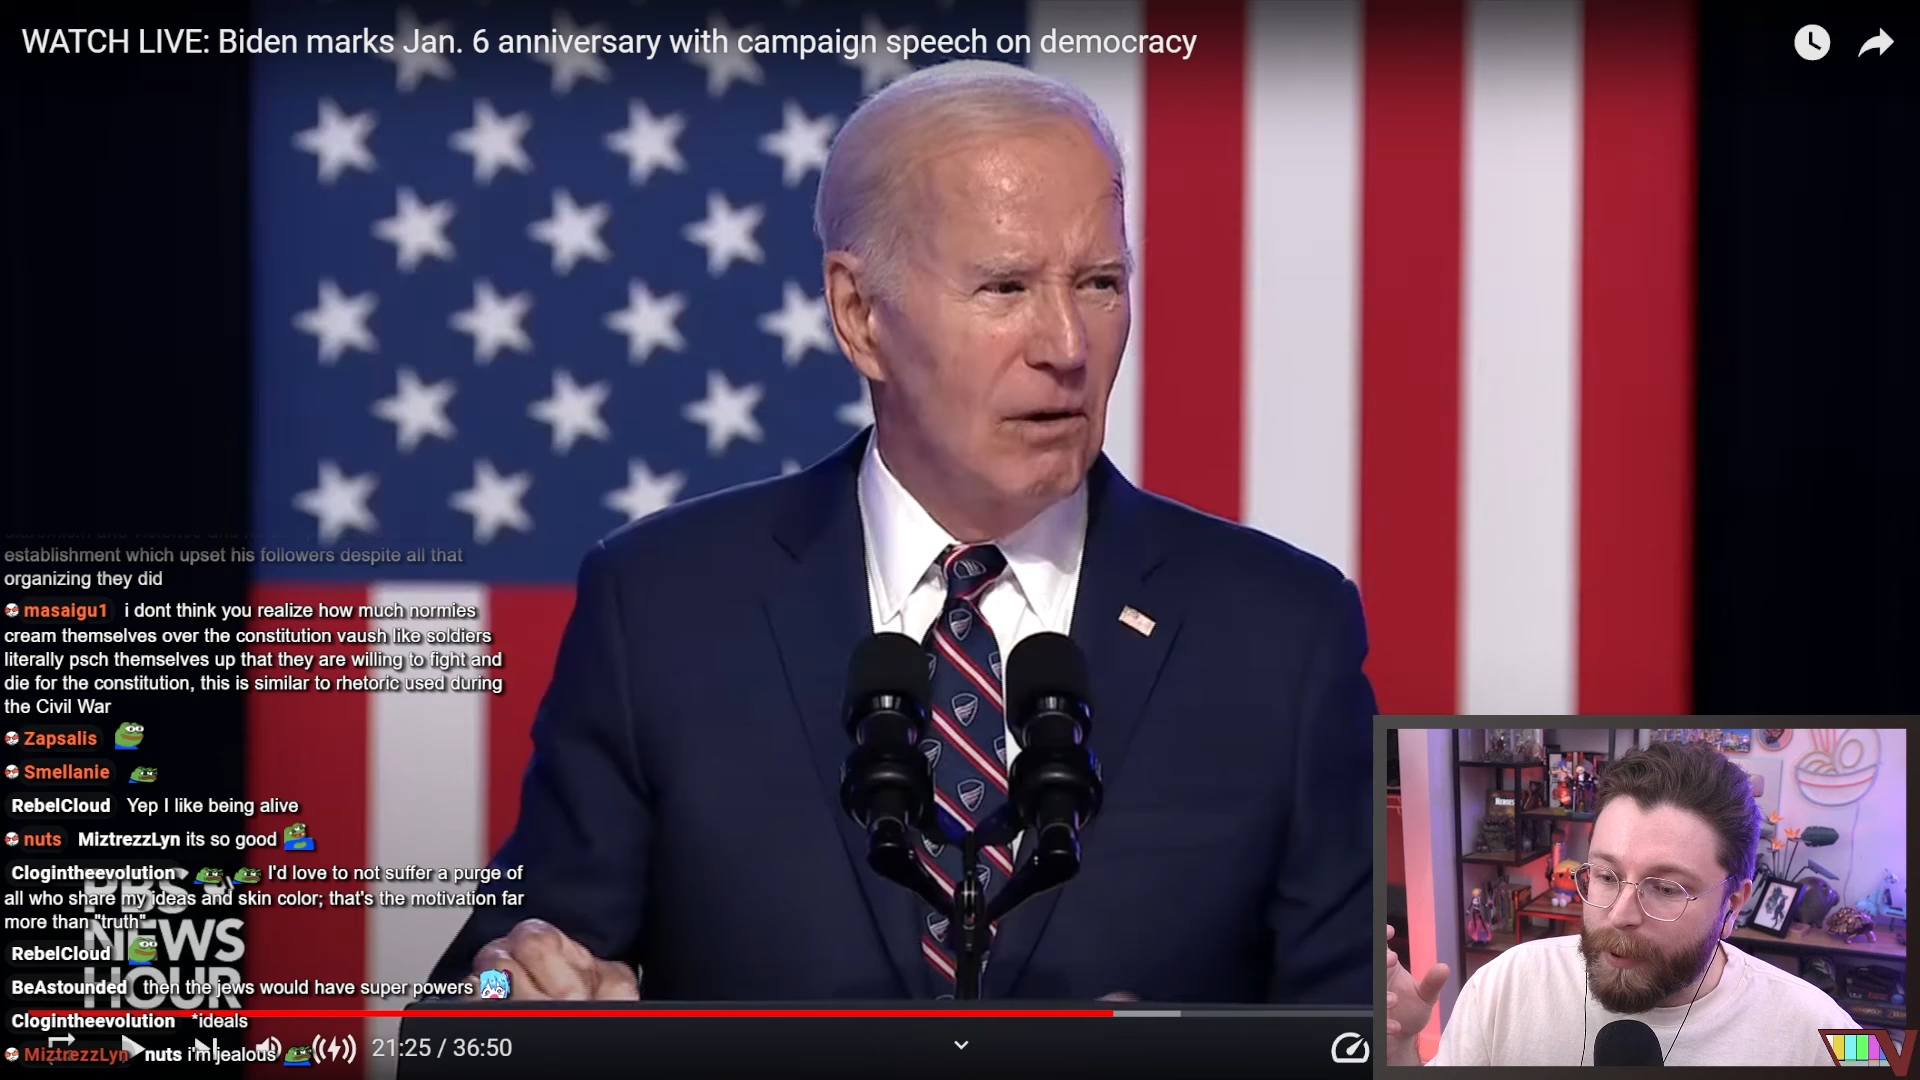 WATCH LIVE: Biden marks Jan. 6 anniversary with campaign speech on democracy
establishment which upset his followers despite all that
organizing they did
masaigu1 i dont think you realize how much normies
cream themselves over the constitution vaush like soldiers
literally psch themselves up that they are willing to fight and
die for the constitution, this is similar to rhetoric used during
the Civil War
Zapsalis
Smellanie
RebelCloud Yep I like being alive
nuts MiztrezzLyn its so good
Clogintheevolution I'd love to not suffer a purge of
all who share my ideas and skin color; that's the motivation far
more than "truth"
RebelCloud
BeAstounded then the jews would have super powers
Clogintheevolution *ideals
MiztrezzLyn nuts i'm jealous
PBS
NEWS
HOUR
21:25 / 36:50